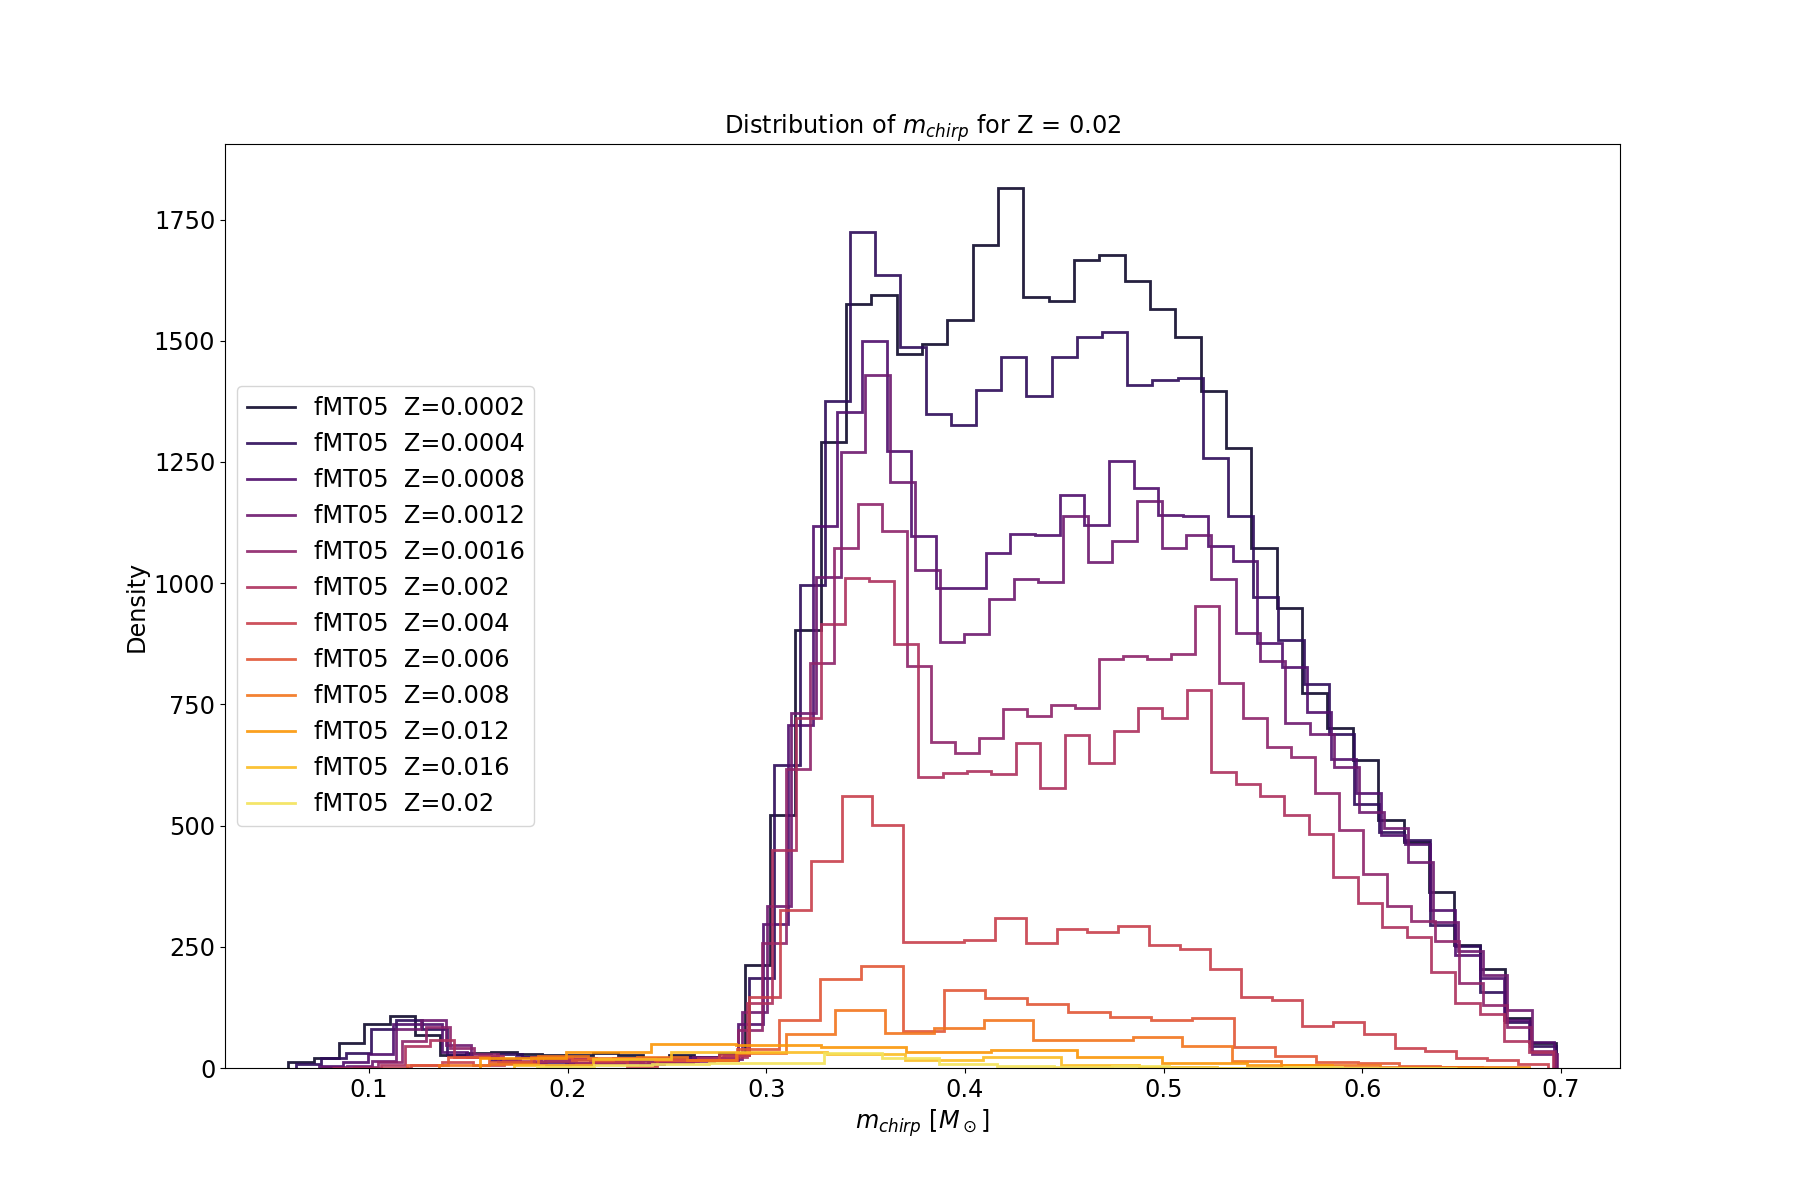 Distribution of m_chirp for Z = 0.02
Density
1750
1500
1250
1000
750
500
250
0
fMT05 Z=0.0002
fMT05 Z=0.0004
fMT05 Z=0.0008
fMT05 Z=0.0012
fMT05 Z=0.0016
fMT05 Z=0.002
fMT05 Z=0.004
fMT05 Z=0.006
fMT05 Z=0.008
fMT05 Z=0.012
fMT05 Z=0.016
fMT05 Z=0.02
0.1 0.2 0.3 0.4 0.5 0.6 0.7
m_chirp [M_⊙]